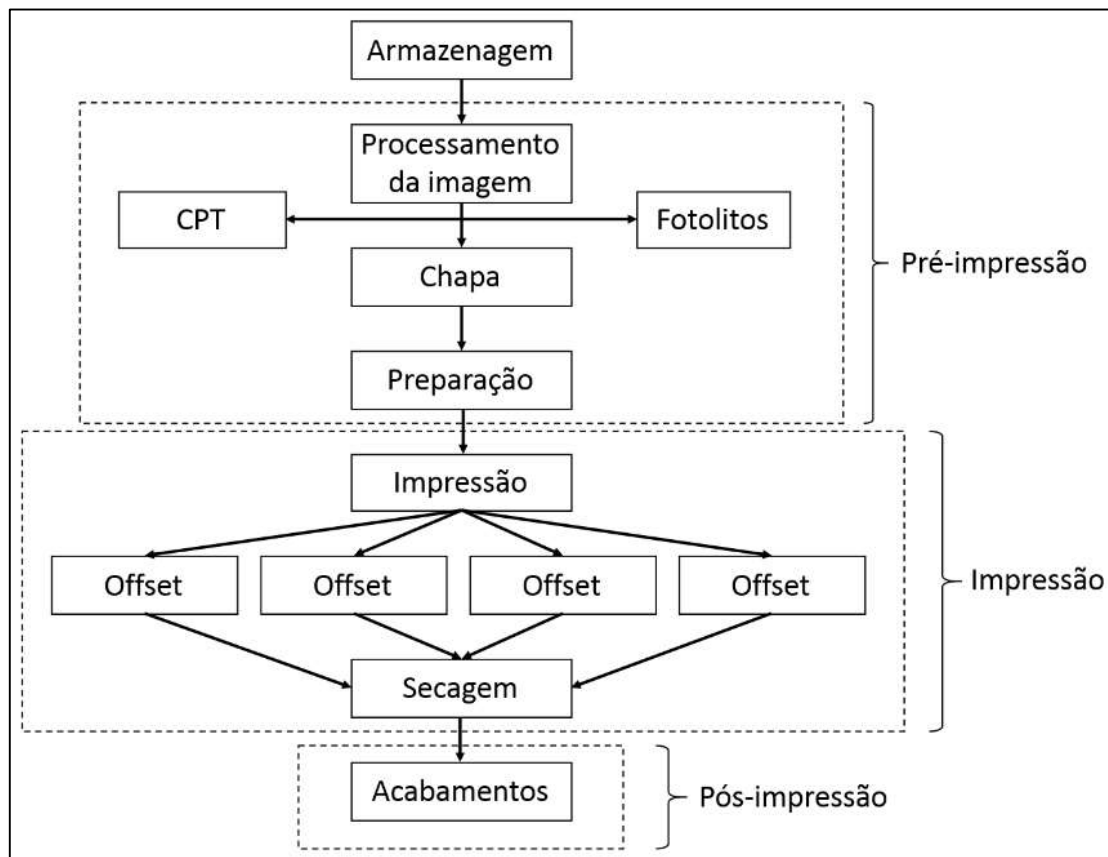 Armazenagem
Processamento
da imagem
CPT
Fotolitos
Pré-impressão
Chapa
Preparação
Impressão
Offset
Offset
Offset
Offset
Impressão
Secagem
Acabamentos
Pós-impressão